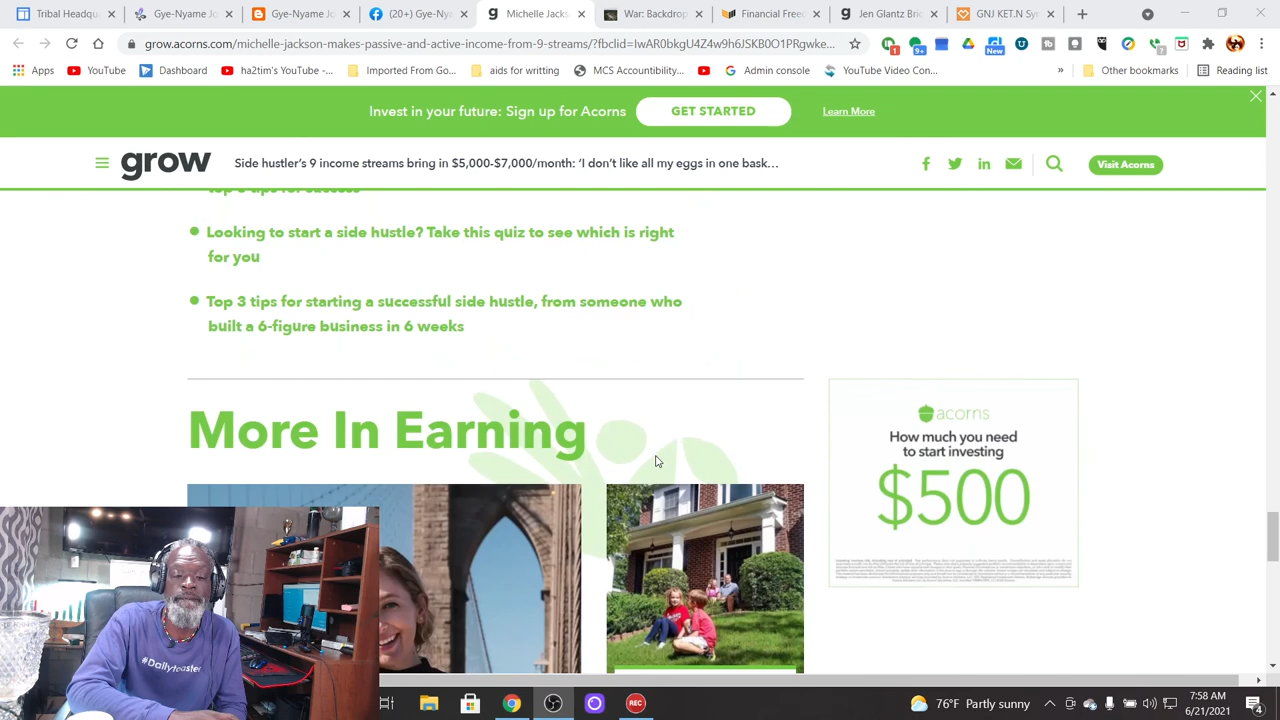 Tribal Headqu
Gye-Nyame Jo
Gye-Nyame Jo
(20+) Gye-Nya
Michelle Jacks
War: Backdrop
Financial Freed
Jen Glantz Bri
GNJ KET.N Sy
grow.acorns.com/michelle-
-makes-passive-and-active-income-from-9-streams/?fbclid=
Apps
YouTube
Dashboard
ha2tim's YouTube -...
Imported From Go...
aids for writting
MCS Accountibility...
Admin console
YouTube Video Con...
»
Other bookmarks
Reading list
Invest in your future: Sign up for Acorns
GET STARTED
Learn More
grow
Side hustler's 9 income streams bring in $5,000-$7,000/month: 'I don't like all my eggs in one bask...
Visit Acorns
Looking to start a side hustle? Take this quiz to see which is right
for you
Top 3 tips for starting a successful side hustle, from someone who
built a 6-figure business in 6 weeks
More In Earning
acorns
How much you need
to start investing
$500
#Dailytoaster
REC
76°F Partly sunny
7:58 AM
6/21/2021